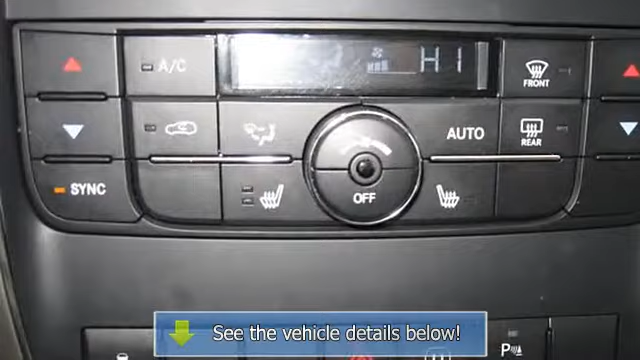 HI
A/C
FRONT
AUTO
REAR
SYNC
OFF
P
See the vehicle details below!